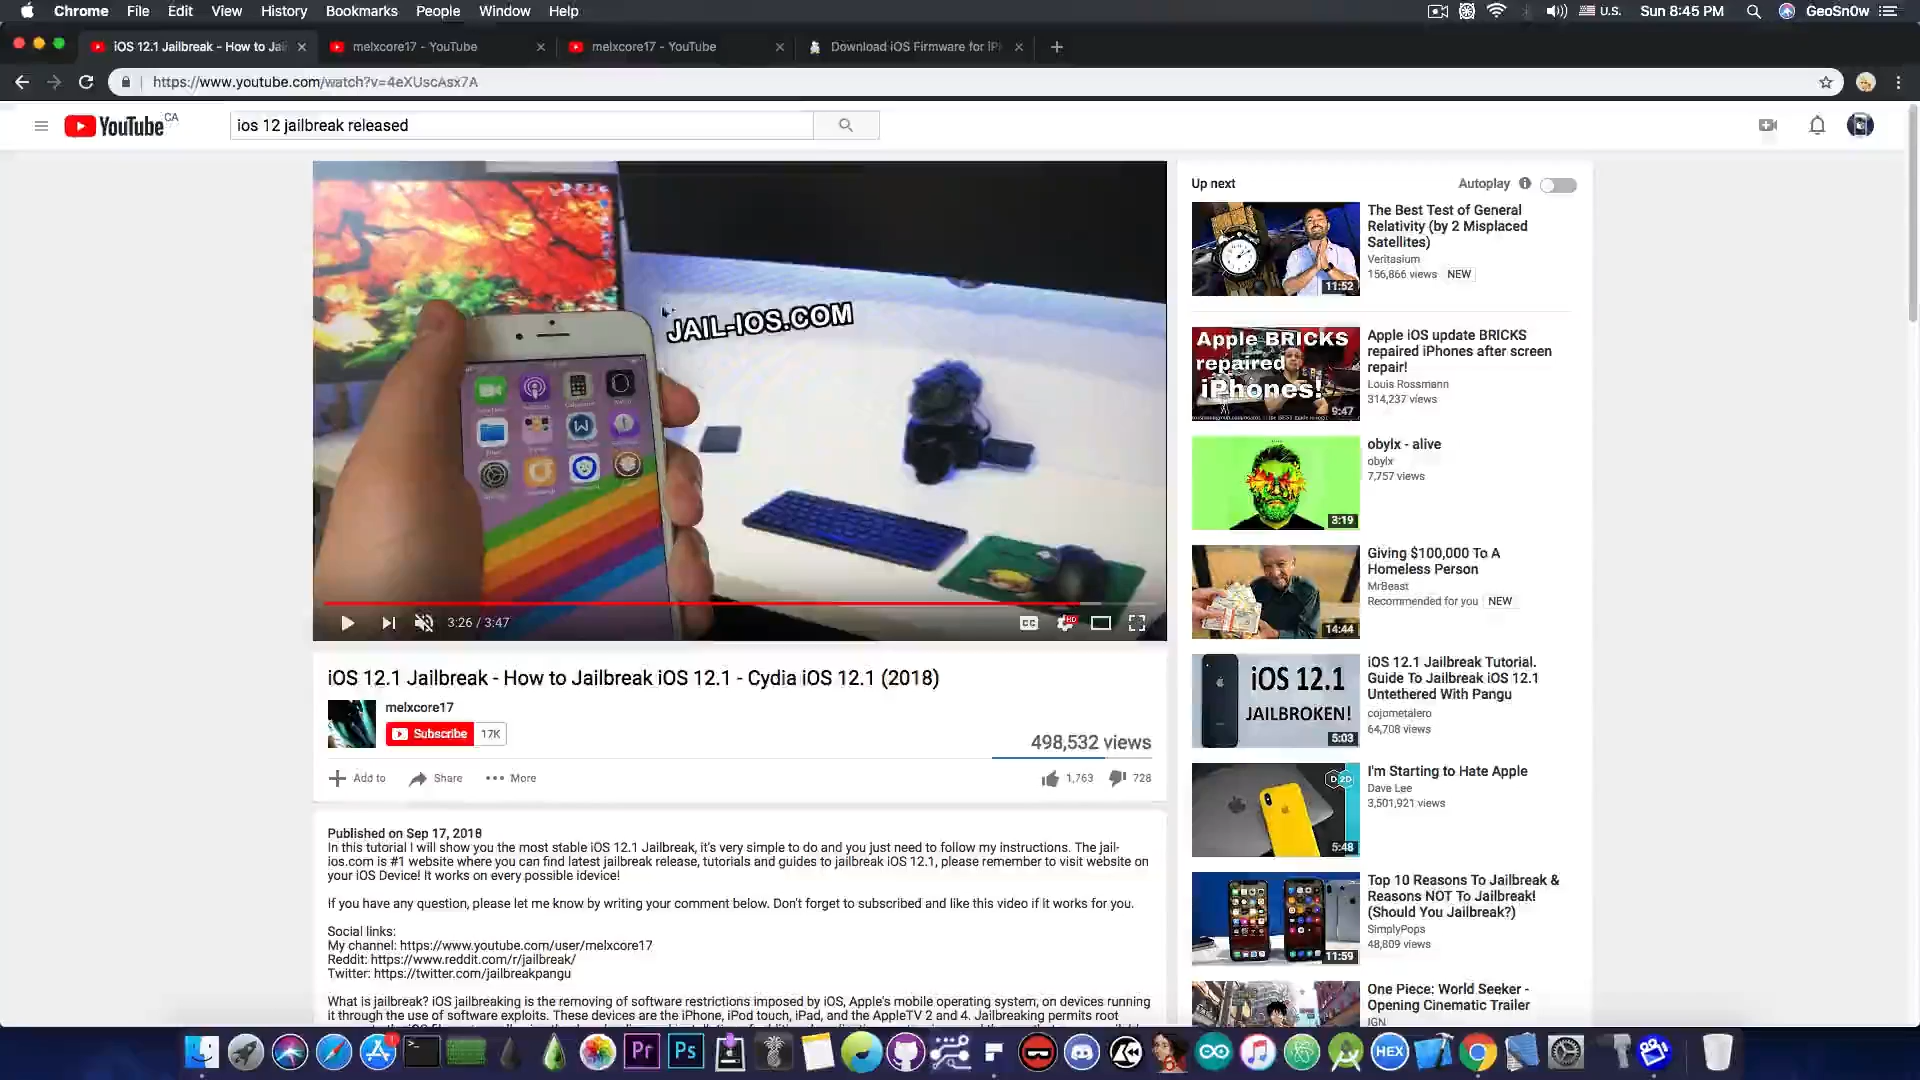 Chrome File Edit View History Bookmarks People Window Help
U.S. Sun 8:45 PM GeoSn0w
iOS 12.1 Jailbreak - How to Jai
melxcore17 - YouTube
melxcore17 - YouTube
Download iOS Firmware for iP
https://www.youtube.com/watch?v=4eXUscAsx7A
YouTube CA
ios 12 jailbreak released
JAIL-IOS.COM
3:26 / 3:47
CC
HD
iOS 12.1 Jailbreak - How to Jailbreak iOS 12.1 - Cydia iOS 12.1 (2018)
melxcore17
Subscribe 17K
498,532 views
Add to Share More
1,763 728
Published on Sep 17, 2018
In this tutorial I will show you the most stable iOS 12.1 Jailbreak, it's very simple to do and you just need to follow my instructions. The jail-
ios.com is #1 website where you can find latest jailbreak release, tutorials and guides to jailbreak iOS 12.1, please remember to visit website on
your iOS Device! It works on every possible idevice!
If you have any question, please let me know by writing your comment below. Don't forget to subscribed and like this video if it works for you.
Social links:
My channel: https://www.youtube.com/user/melxcore17
Reddit: https://www.reddit.com/r/jailbreak/
Twitter: https://twitter.com/jailbreakpangu
What is jailbreak? iOS jailbreaking is the removing of software restrictions imposed by iOS, Apple's mobile operating system, on devices running
it through the use of software exploits. These devices are the iPhone, iPod touch, iPad, and the AppleTV 2 and 4. Jailbreaking permits root
Up next
Autoplay
11:52
The Best Test of General
Relativity (by 2 Misplaced
Satellites)
Veritasium
156,866 views NEW
Apple BRICKS
repaired
iPhones!
9:47
Apple iOS update BRICKS
repaired iPhones after screen
repair!
Louis Rossmann
314,237 views
3:19
obylx - alive
obylx
7,757 views
14:44
Giving $100,000 To A
Homeless Person
MrBeast
Recommended for you NEW
iOS 12.1
JAILBROKEN!
5:03
iOS 12.1 Jailbreak Tutorial.
Guide To Jailbreak iOS 12.1
Untethered With Pangu
cojometalero
64,708 views
D2D
5:48
I'm Starting to Hate Apple
Dave Lee
3,501,921 views
11:59
Top 10 Reasons To Jailbreak &
Reasons NOT To Jailbreak!
(Should You Jailbreak?)
SimplyPops
48,809 views
One Piece: World Seeker -
Opening Cinematic Trailer
IGN
Pr
Ps
HEX